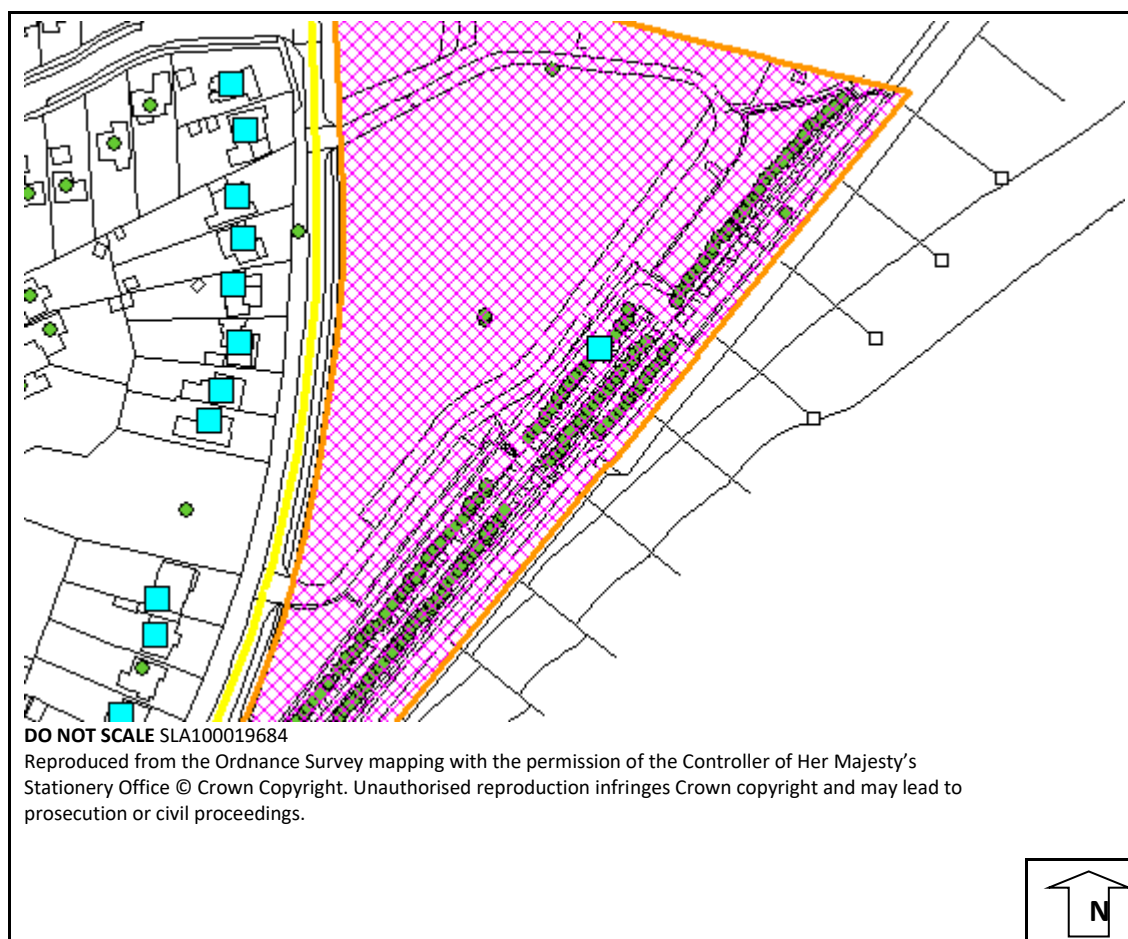 DO NOT SCALE SLA100019684
Reproduced from the Ordnance Survey mapping with the permission of the Controller of Her Majesty’s
Stationery Office © Crown Copyright. Unauthorised reproduction infringes Crown copyright and may lead to
prosecution or civil proceedings.
N